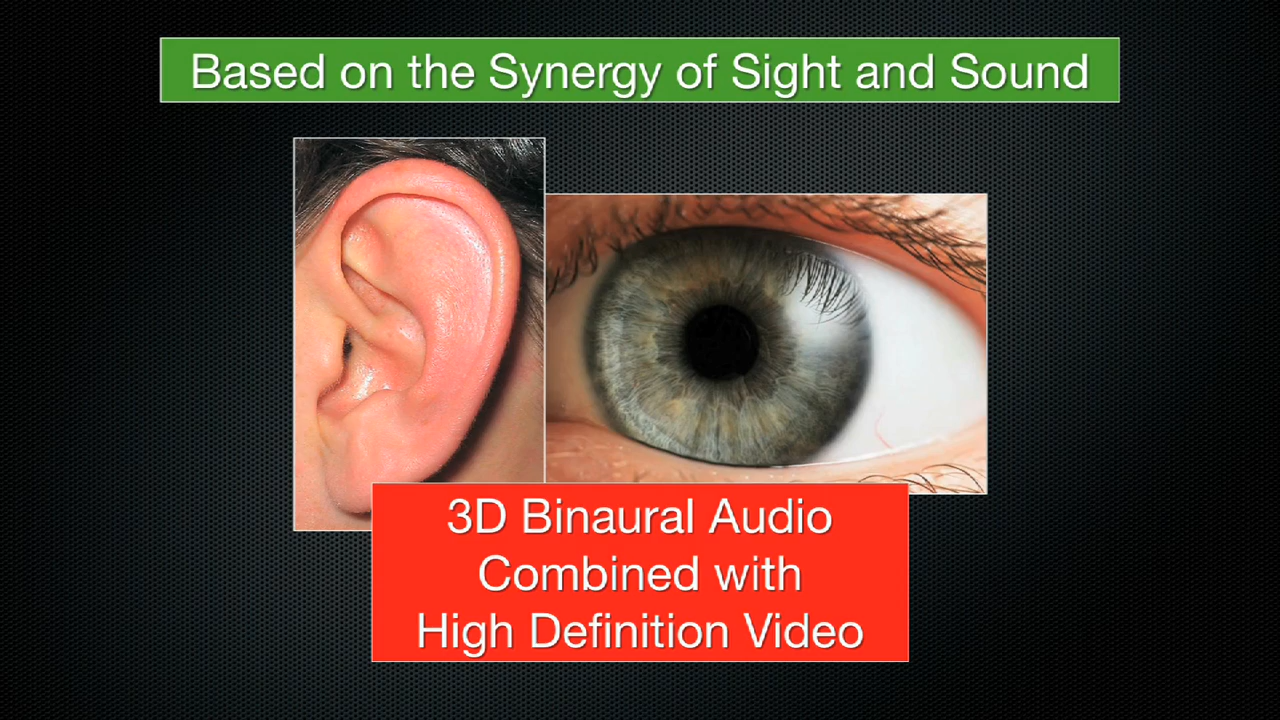 Based on the Synergy of Sight and Sound
3D Binaural Audio
Combined with
High Definition Video